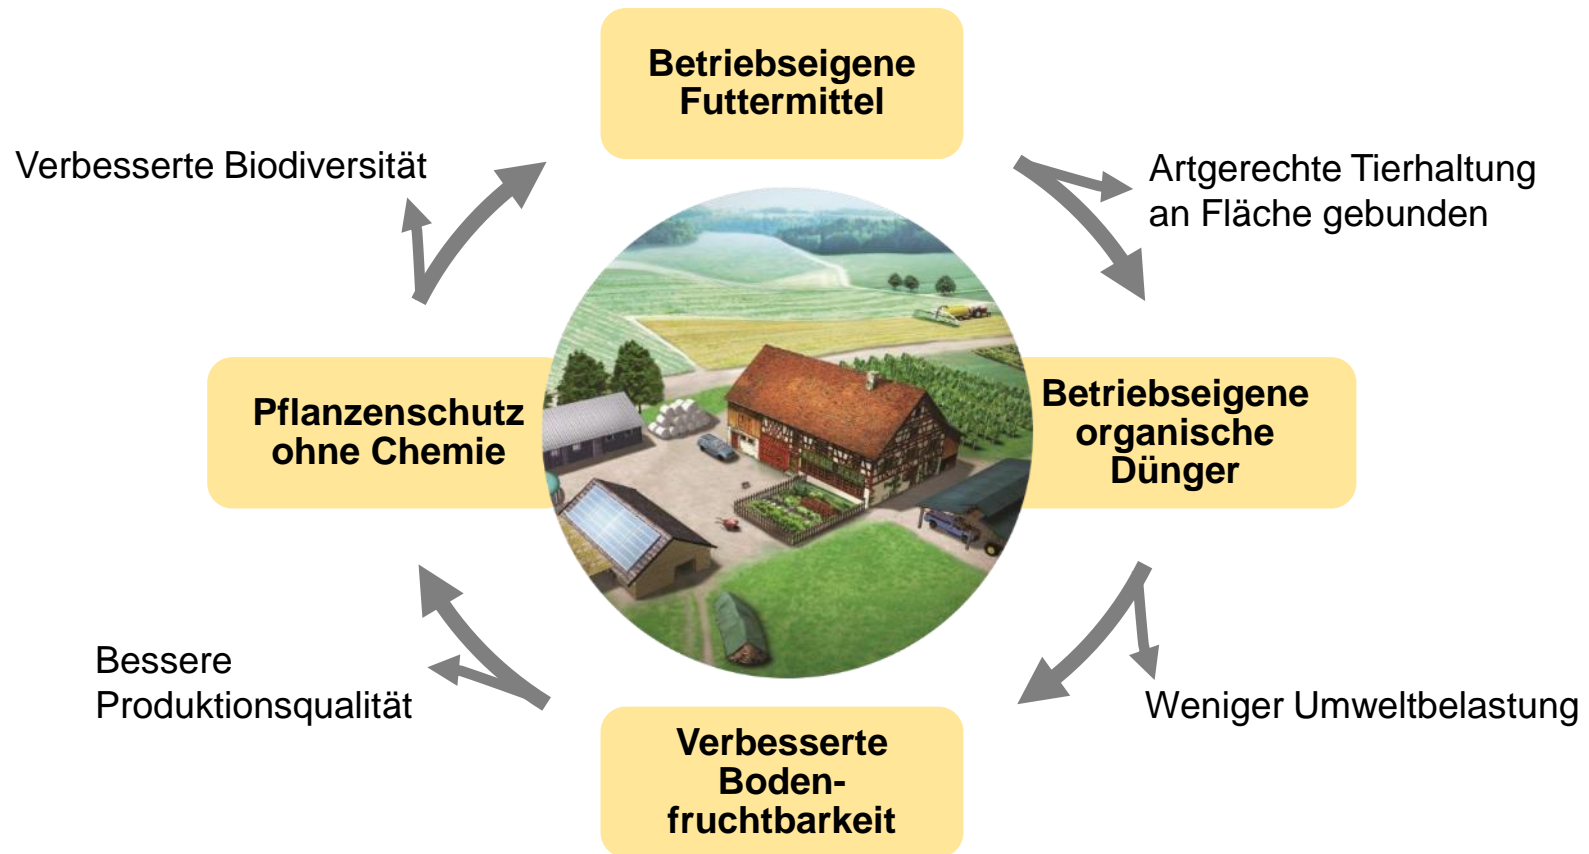 Betriebseigene
Futtermittel
Verbesserte Biodiversität
Artgerechte Tierhaltung
an Fläche gebunden
Pflanzenschutz
ohne Chemie
Betriebseigene
organische
Dünger
Bessere
Produktionsqualität
Weniger Umweltbelastung
Verbesserte
Boden-
fruchtbarkeit